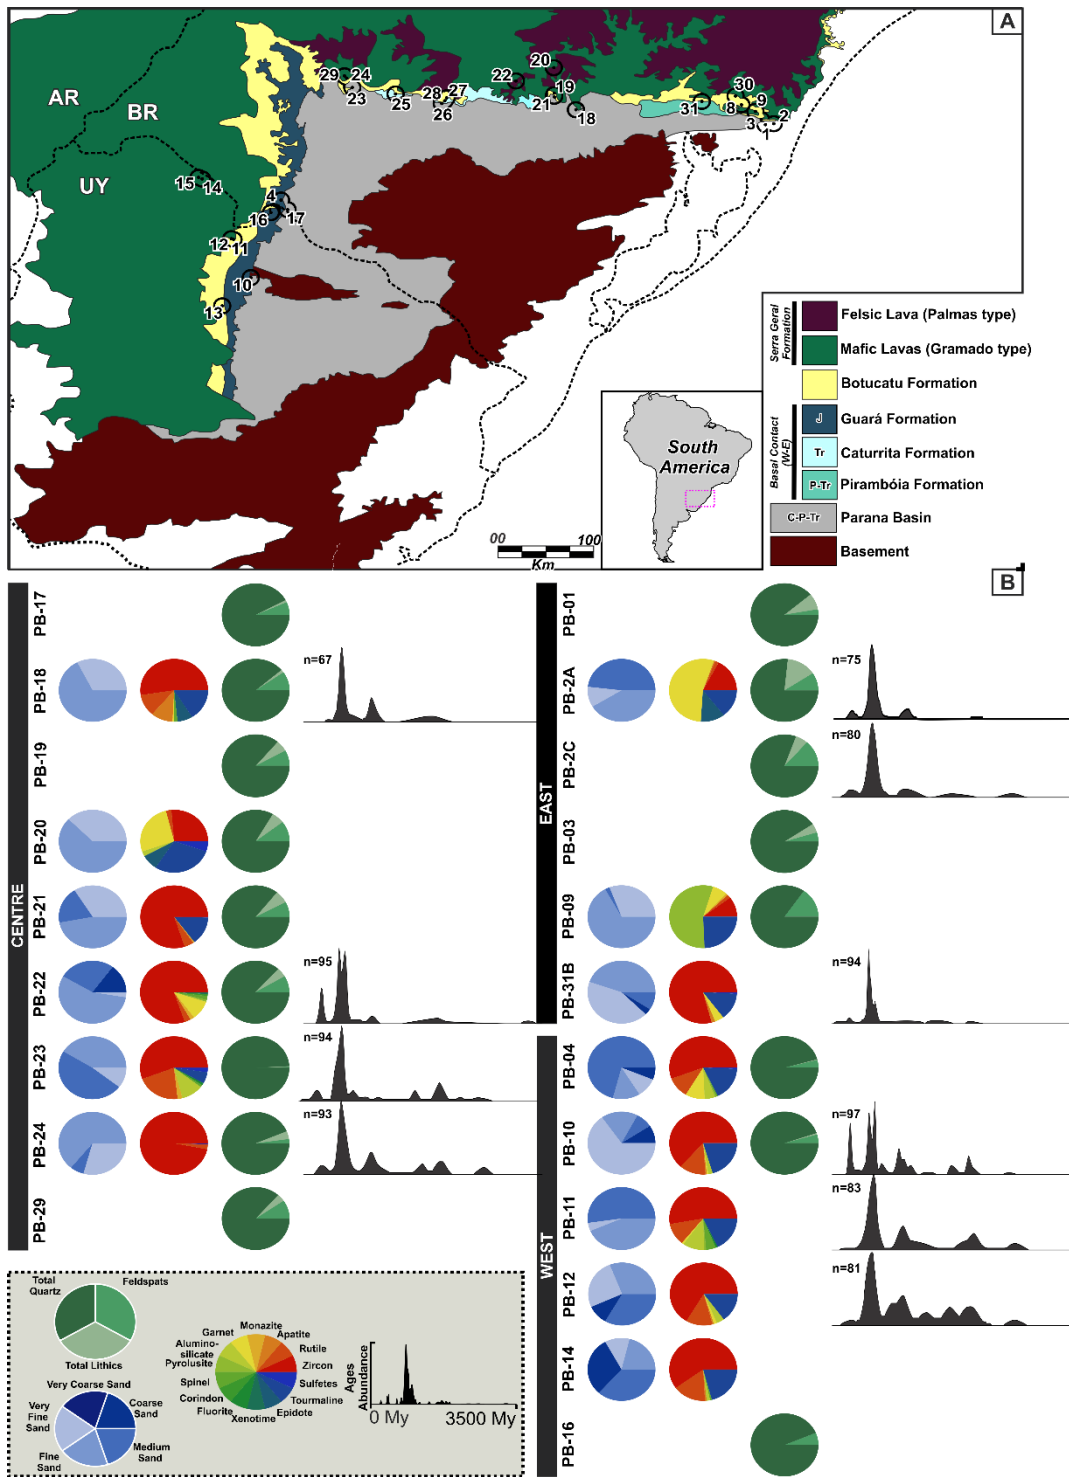 A
AR
BR
UY
29
24
23
25
28
27
26
22
20
19
21
18
31
30
8
9
3
2
1
15
14
4
16
17
12
11
10
13
Serra Geral
Formation
Felsic Lava (Palmas type)
Mafic Lavas (Gramado type)
Botucatu Formation
Basal Contact
(W-E)
J
Guará Formation
Tr
Caturrita Formation
P-Tr
Pirambóia Formation
C-P-Tr
Parana Basin
Basement
South
America
00
100
Km
B
CENTRE
PB-17
PB-18
n=67
PB-19
PB-20
PB-21
PB-22
n=95
PB-23
n=94
PB-24
n=93
PB-29
EAST
PB-01
PB-2A
n=75
PB-2C
n=80
PB-03
PB-09
PB-31B
n=94
WEST
PB-04
PB-10
n=97
PB-11
n=83
PB-12
n=81
PB-14
PB-16
Total
Quartz
Feldspats
Total Lithics
Very Coarse Sand
Coarse
Sand
Medium
Sand
Fine
Sand
Very
Fine
Sand
Monazite
Apatite
Rutile
Zircon
Sulfetes
Tourmaline
Epidote
Xenotime
Fluorite
Corindon
Spinel
Pyrolusite
Alumino-
silicate
Garnet
Ages
Abundance
0 My
3500 My